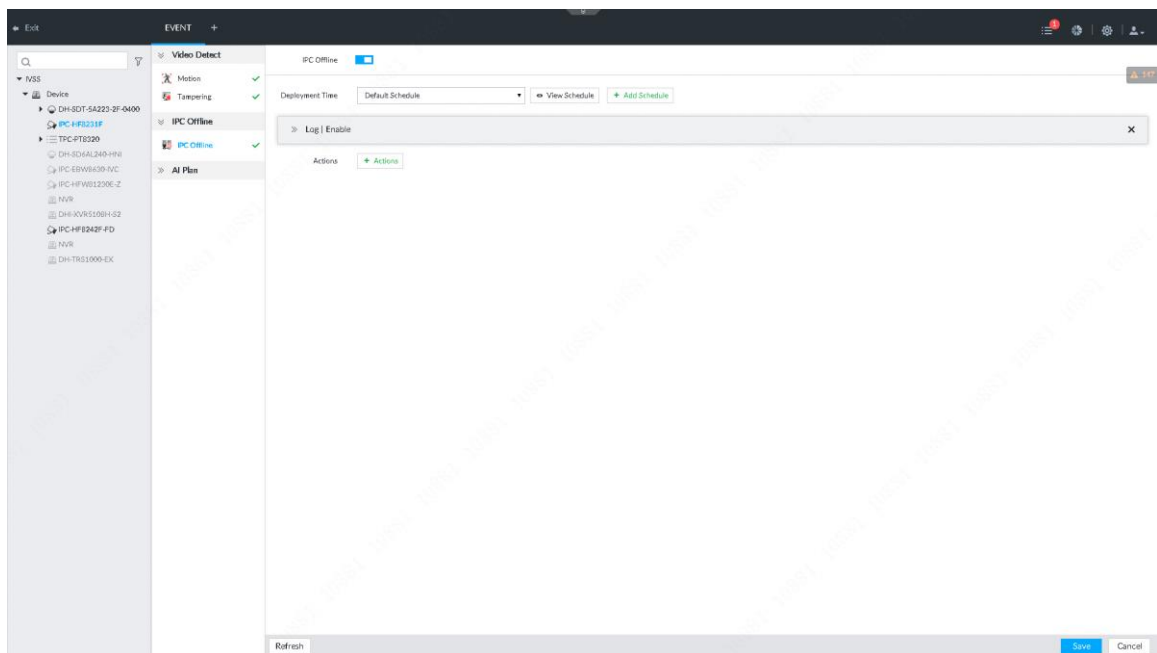 Exit
EVENT +
1
Video Detect
Motion
Tampering
IPC Offline
IPC Offline
AI Plan
IVSS
Device
DH-SDT-5A223-2F-0400
IPC-HF8231F
TPC-PT8320
DH-SD6AL240-HNI
IPC-EBW8630-IVC
IPC-HFW81230E-Z
NVR
DHI-XVR5108H-S2
IPC-HF8242F-FD
NVR
DH-TRS1000-EX
IPC Offline
147
Deployment Time Default Schedule View Schedule + Add Schedule
Log | Enable
Actions + Actions
Refresh Save Cancel